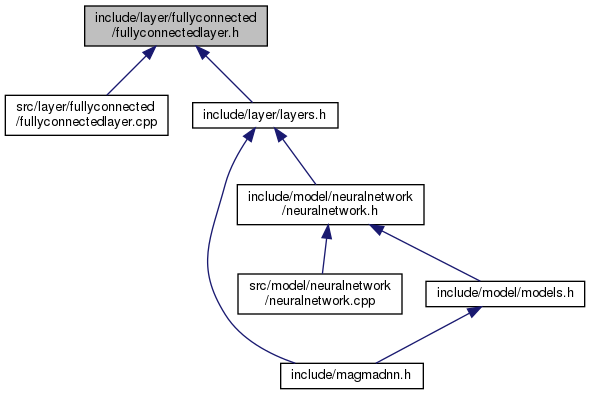 include/layer/fullyconnected
/fullyconnectedlayer.h
src/layer/fullyconnected
/fullyconnectedlayer.cpp
include/layer/layers.h
include/model/neuralnetwork
/neuralnetwork.h
src/model/neuralnetwork
/neuralnetwork.cpp
include/model/models.h
include/magmadnn.h